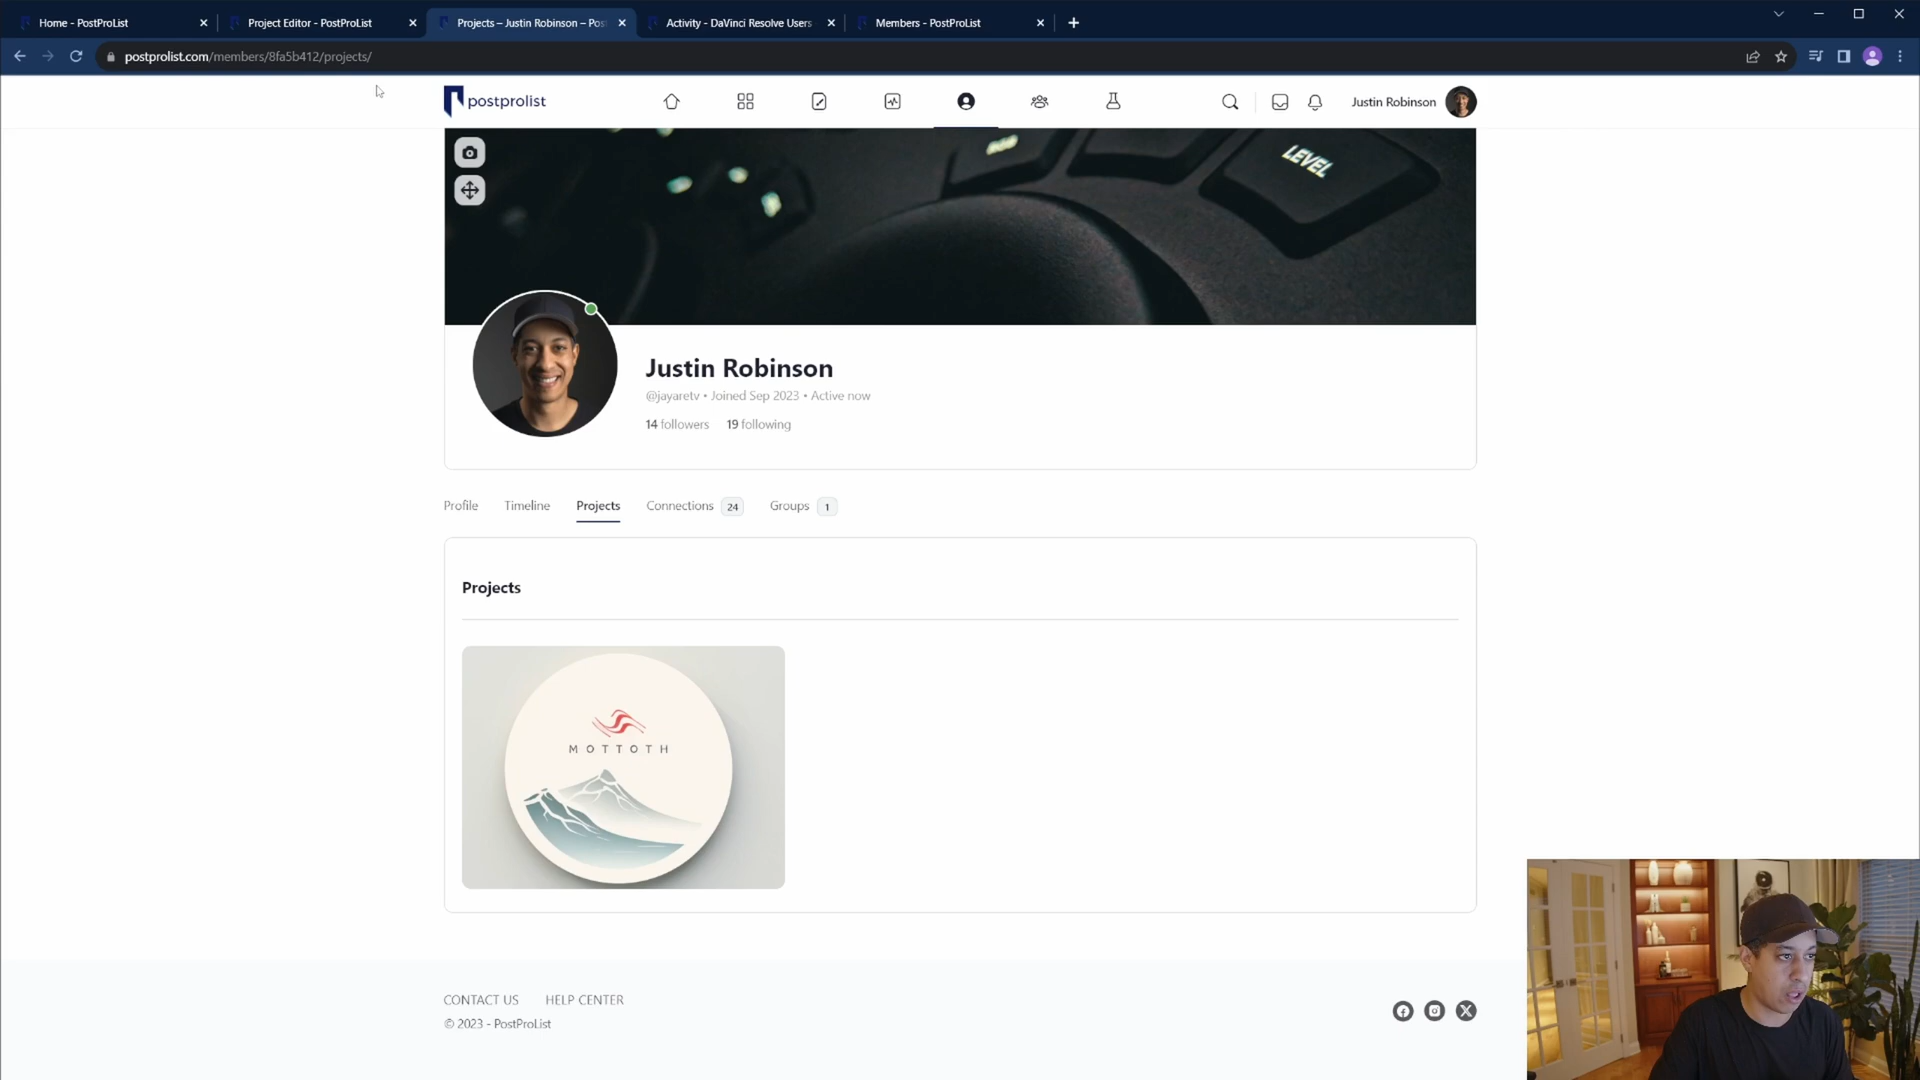 Home - PostProList
Project Editor - PostProList
Projects – Justin Robinson – Pos
Activity - DaVinci Resolve Users
Members - PostProList
postprolist.com/members/8fa5b412/projects/
postprolist
Justin Robinson
LEVEL
Justin Robinson
@jayaretv • Joined Sep 2023 • Active now
14 followers 19 following
Profile Timeline Projects Connections 24 Groups 1
Projects
MOTTOTH
CONTACT US HELP CENTER
© 2023 - PostProList